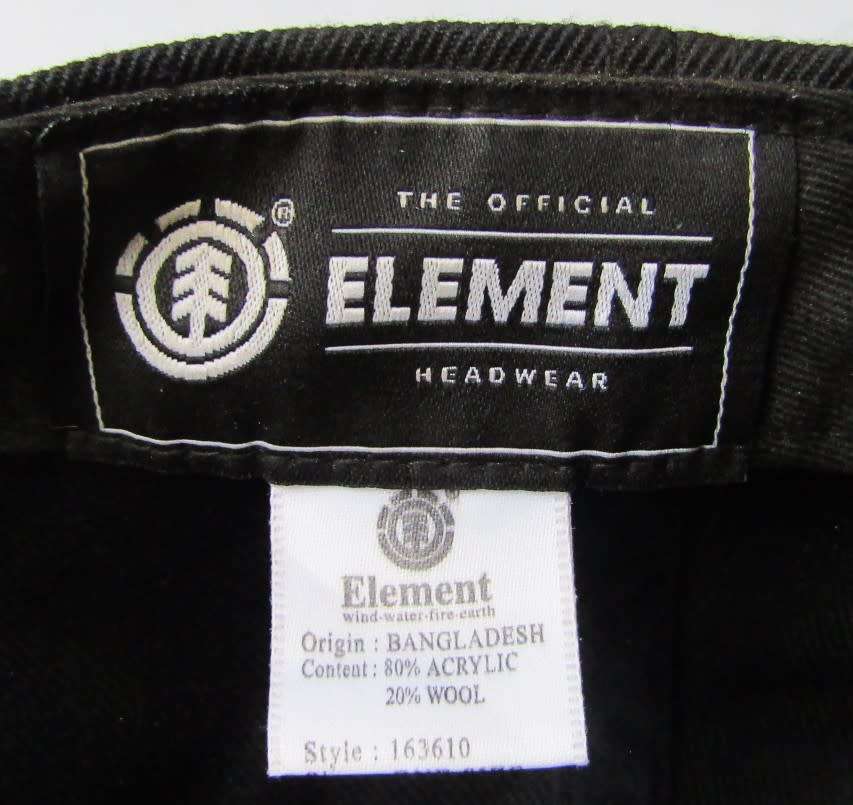 ®
THE OFFICIAL
ELEMENT
HEADWEAR
®
Element
wind-water-fire-earth
Origin : BANGLADESH
Content : 80% ACRYLIC
20% WOOL
Style : 163610